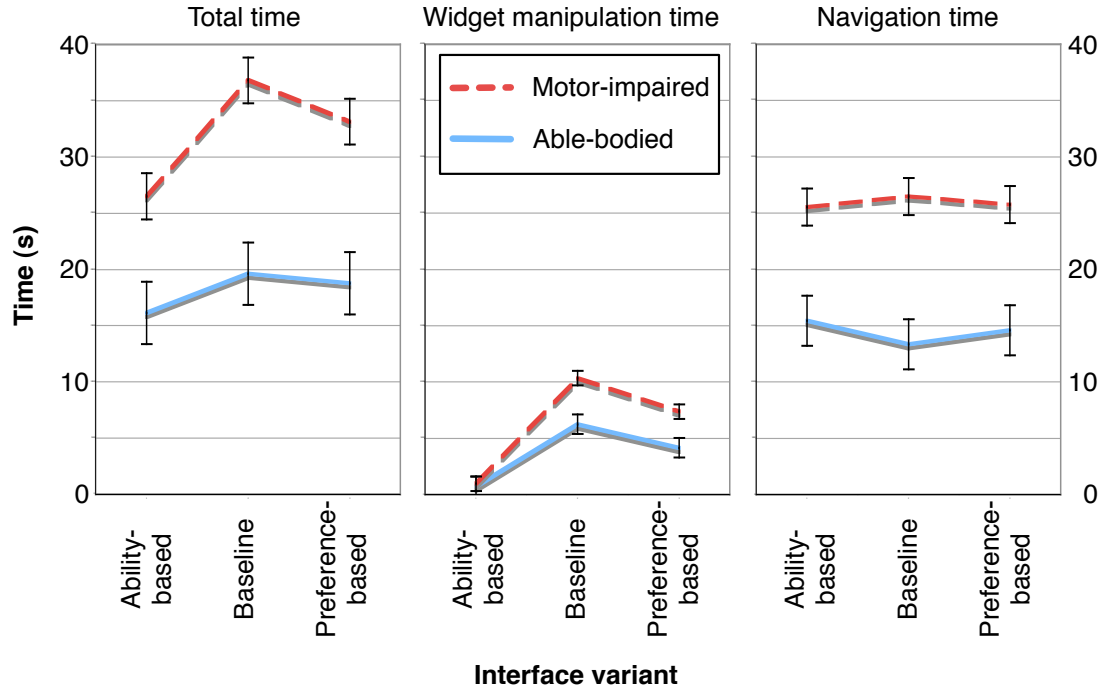 Total time
Widget manipulation time
Navigation time
40
30
20
10
0
Time (s)
Motor-impaired
Able-bodied
40
30
20
10
0
Ability-
based
Baseline
Preference-
based
Ability-
based
Baseline
Preference-
based
Ability-
based
Baseline
Preference-
based
Interface variant